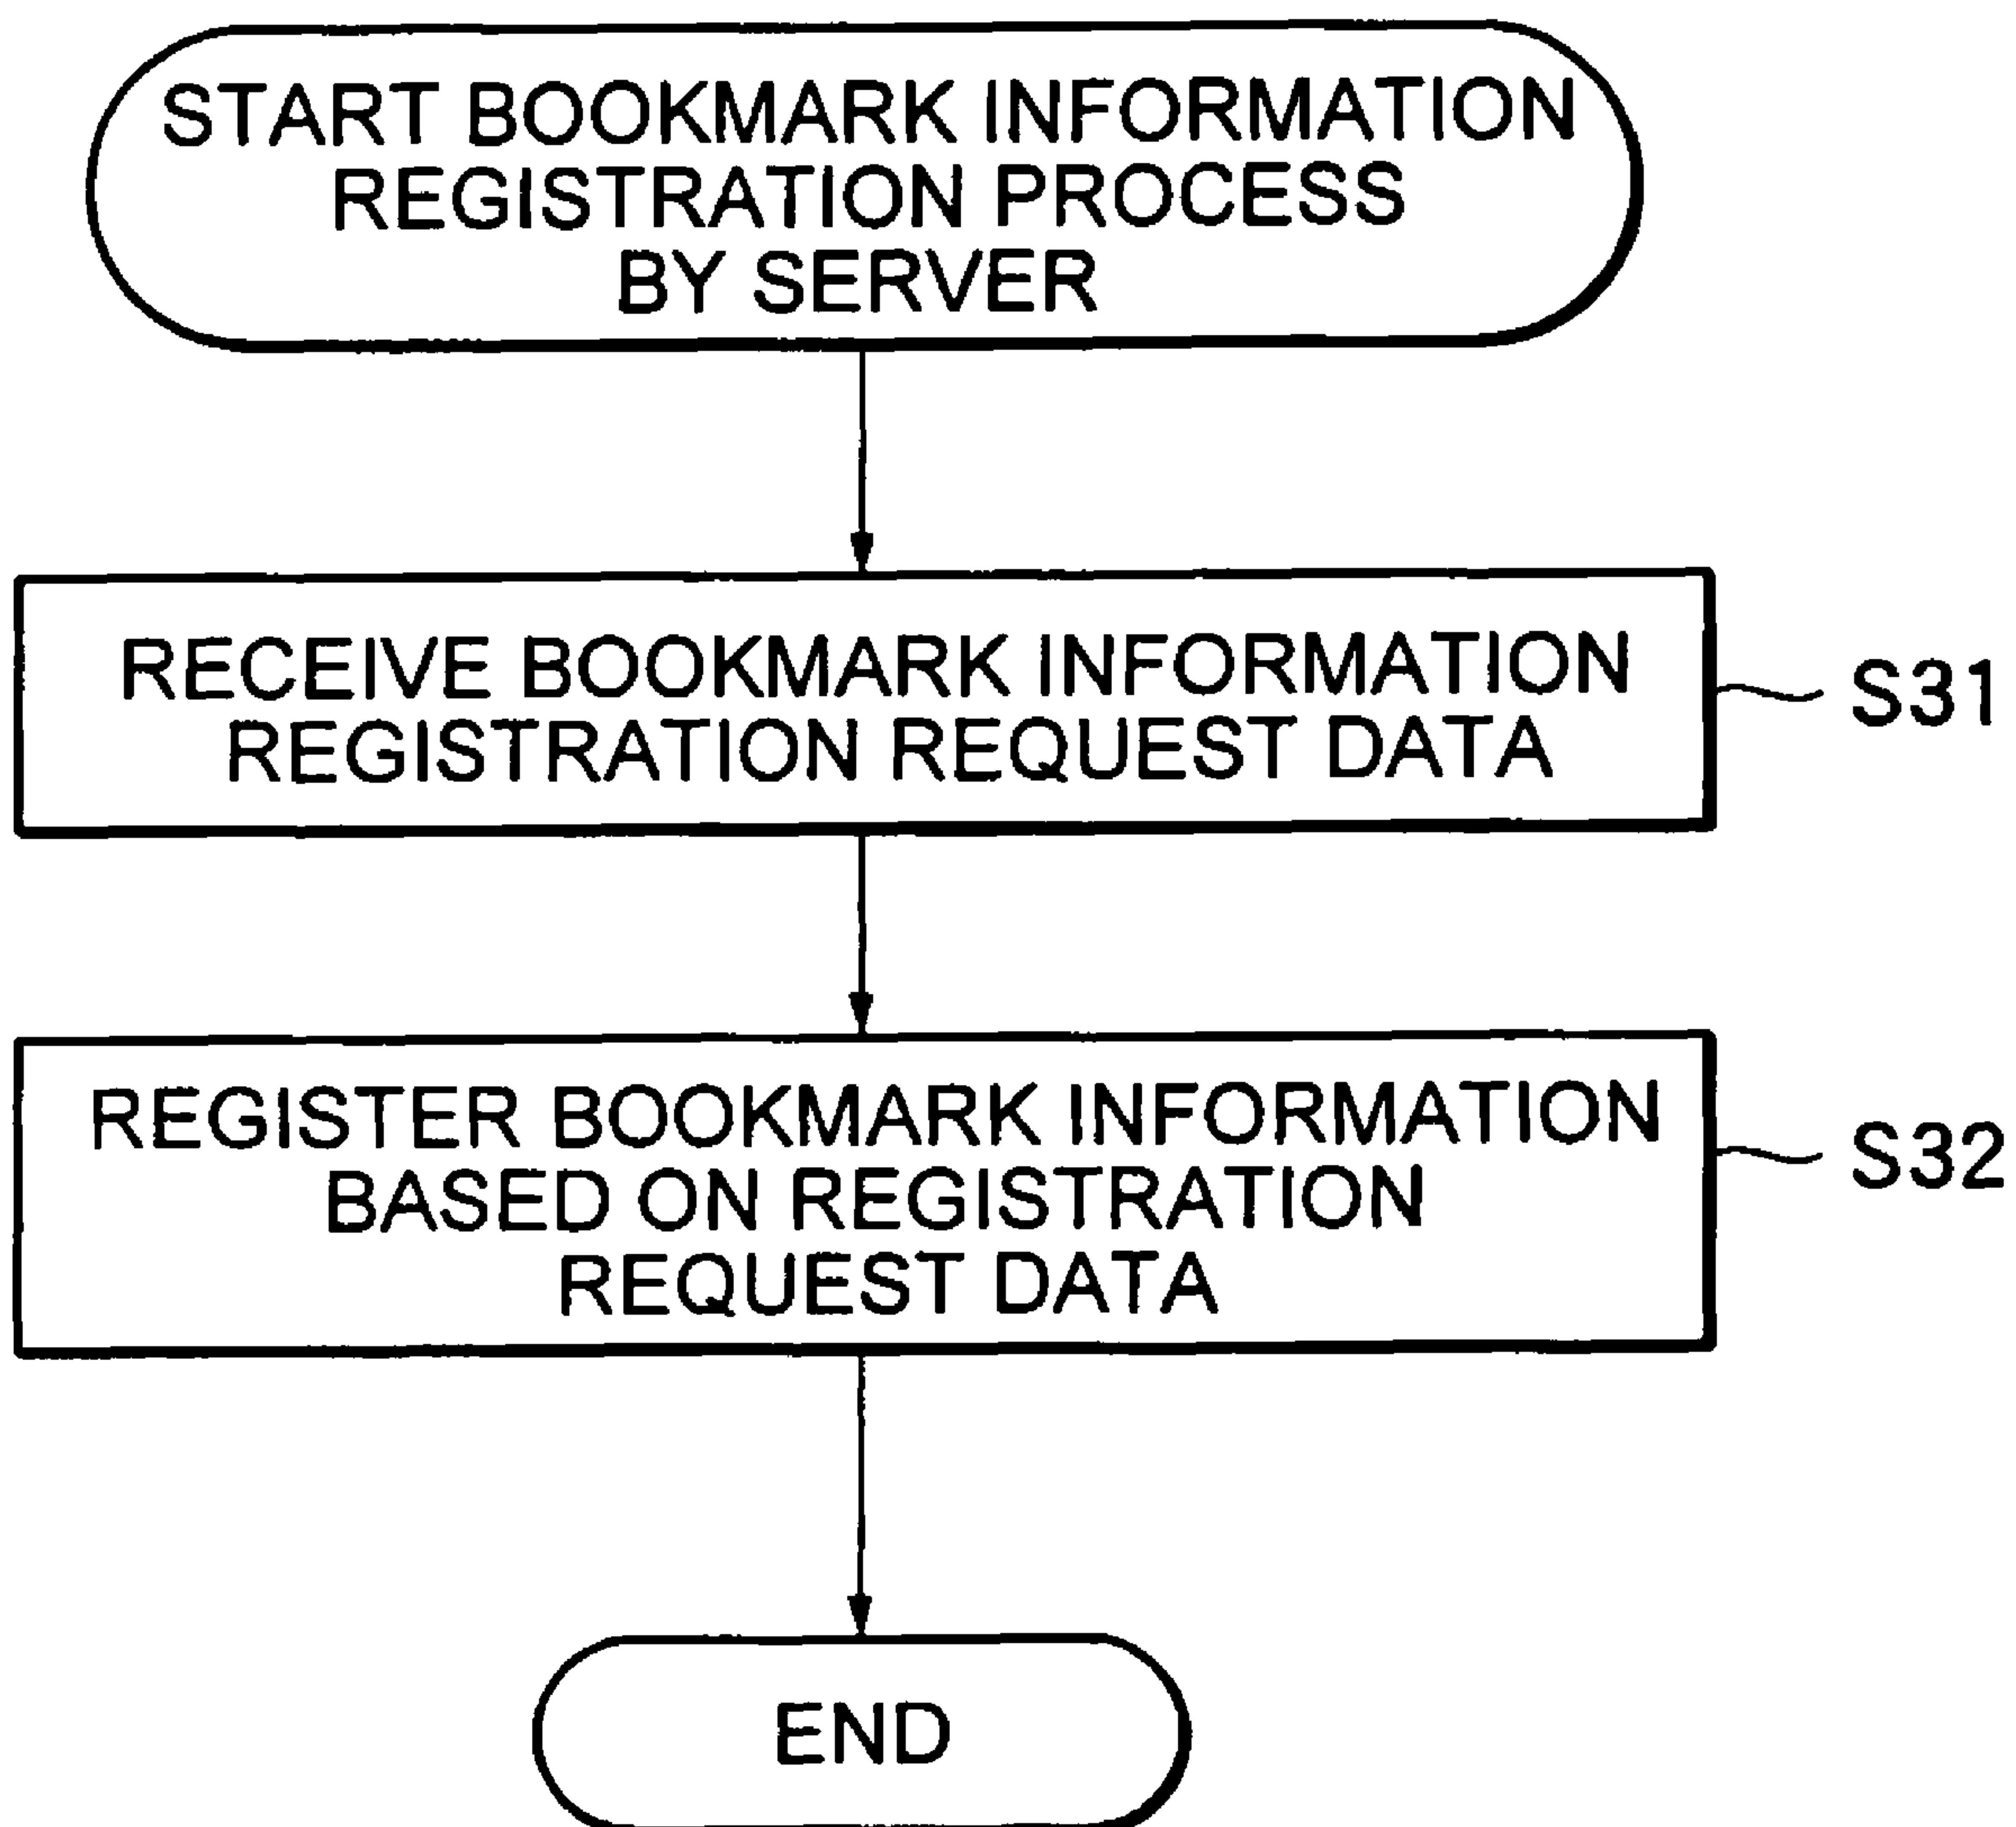 START BOOKMARK INFORMATION
REGISTRATION PROCESS
BY SERVER
RECEIVE BOOKMARK INFORMATION
REGISTRATION REQUEST DATA
S31
REGISTER BOOKMARK INFORMATION
BASED ON REGISTRATION
REQUEST DATA
S32
END